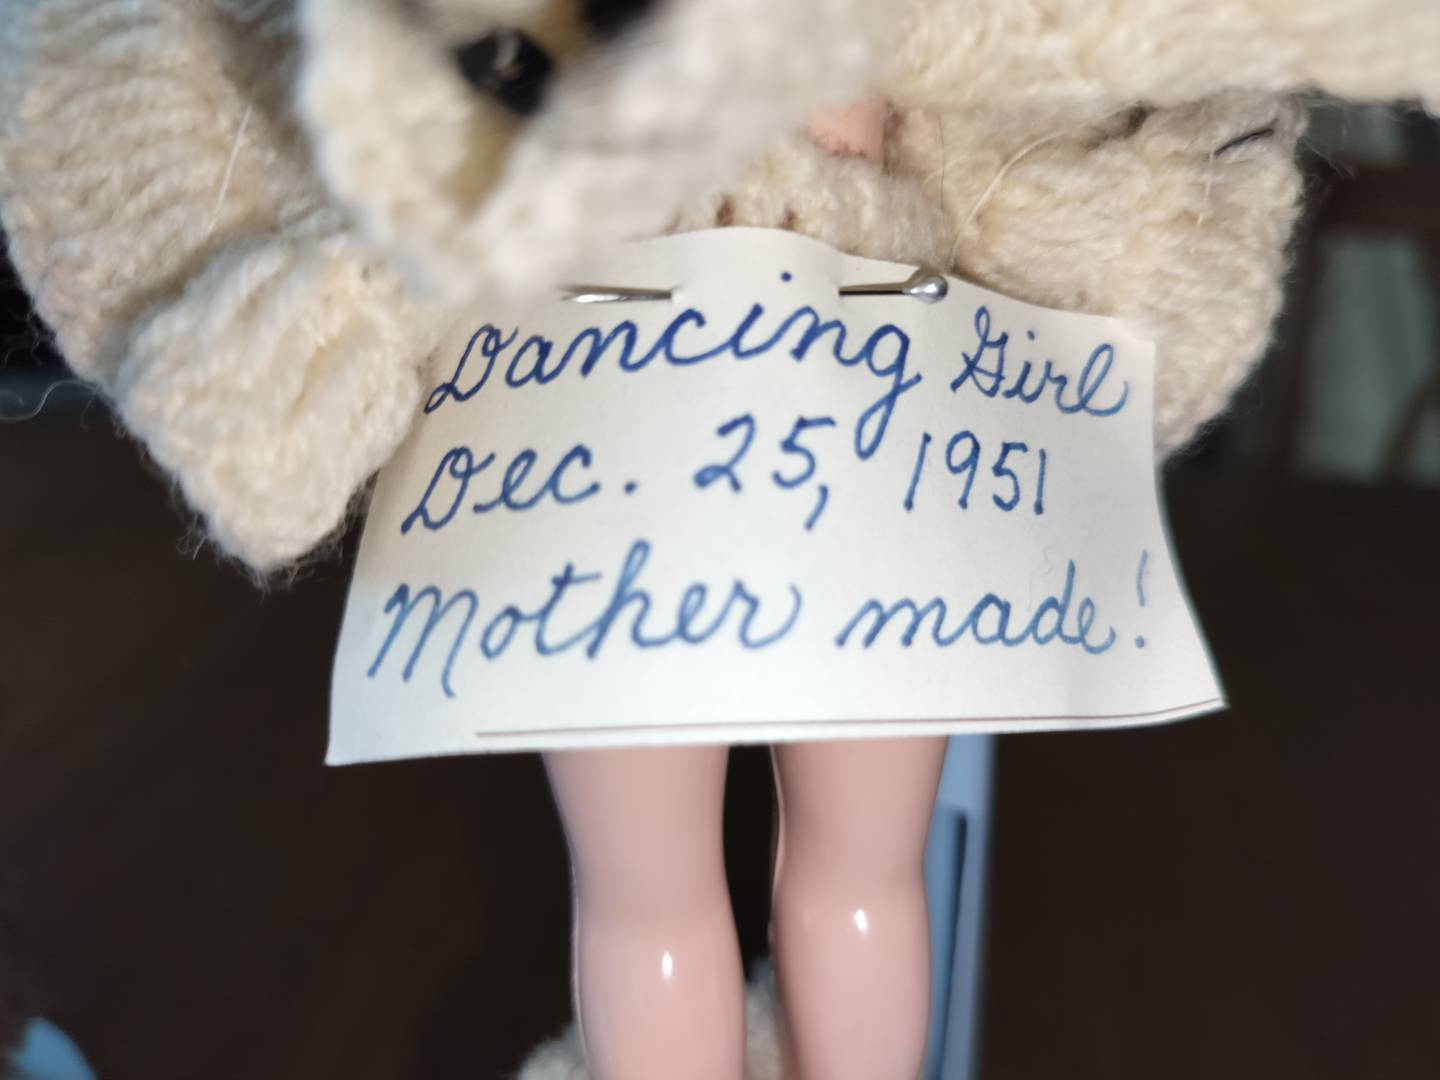 Dancing Girl
Dec. 25, 1951
Mother made!